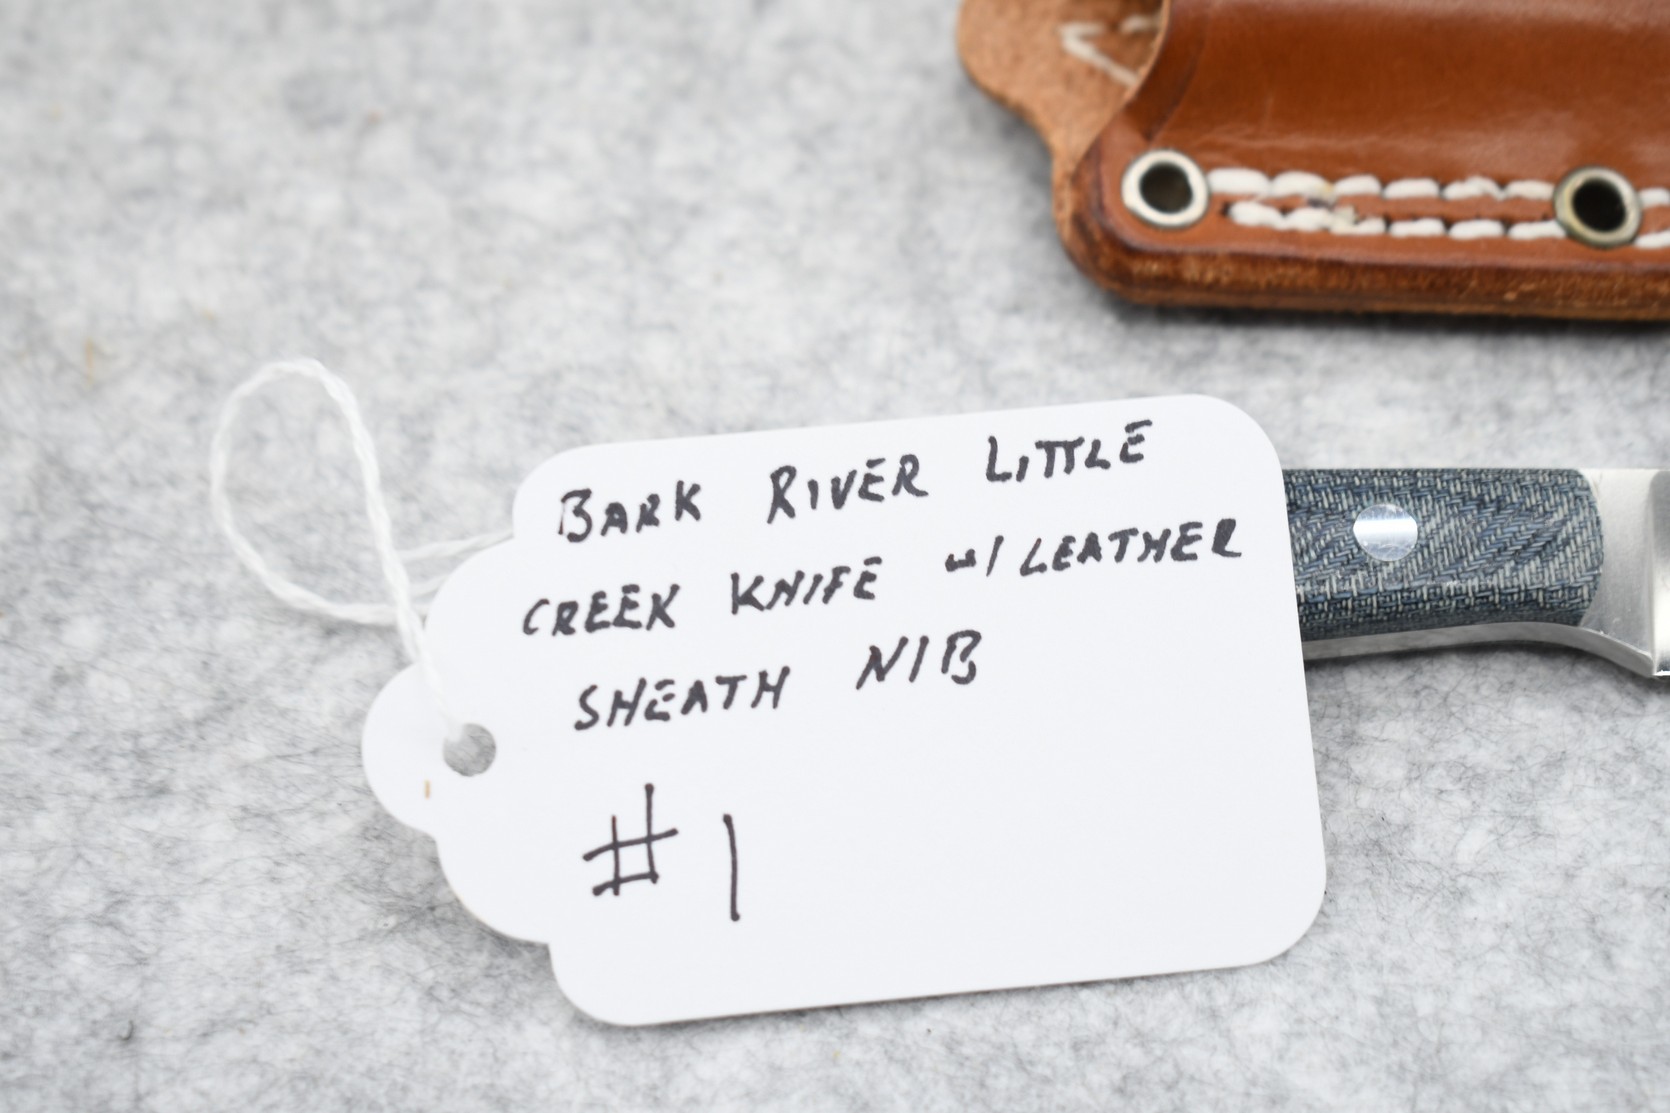 BARK RIVER LITTLE
CREEK KNIFE w/ LEATHER
SHEATH NIB
#1